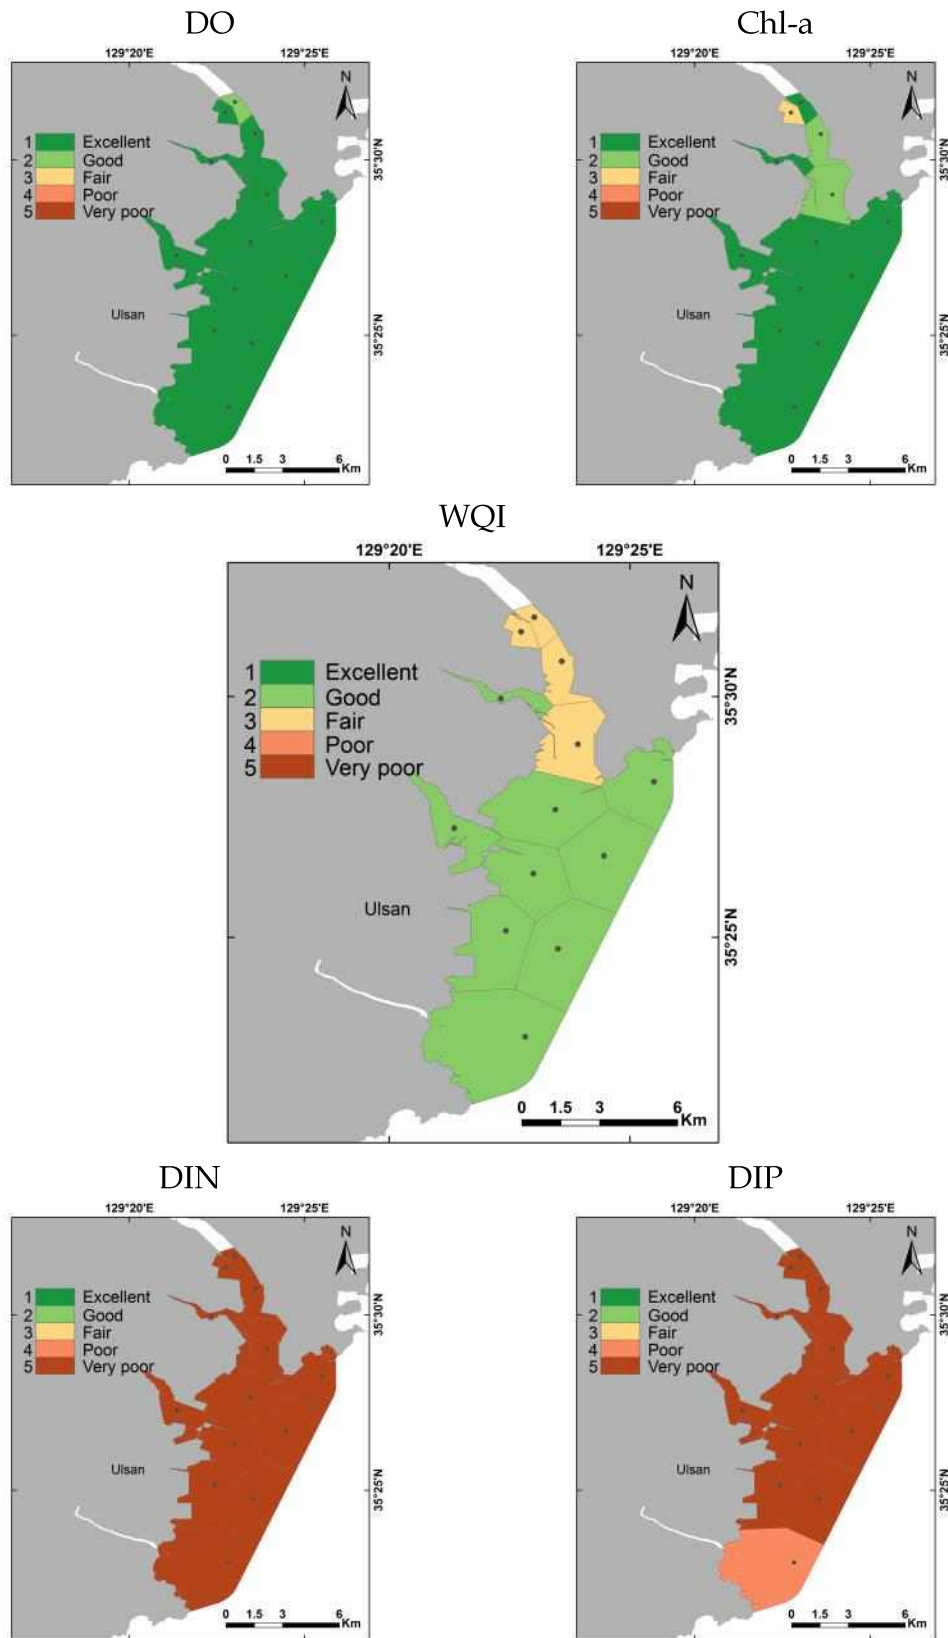 DO
129°20'E 129°25'E
N
1 Excellent
2 Good
3 Fair
4 Poor
5 Very poor
35°30'N
Ulsan
35°25'N
0 1.5 3 6
Km
Chl-a
129°20'E 129°25'E
N
1 Excellent
2 Good
3 Fair
4 Poor
5 Very poor
35°30'N
Ulsan
35°25'N
0 1.5 3 6
Km
WQI
129°20'E 129°25'E
N
1 Excellent
2 Good
3 Fair
4 Poor
5 Very poor
35°30'N
Ulsan
35°25'N
0 1.5 3 6
Km
DIN
129°20'E 129°25'E
N
1 Excellent
2 Good
3 Fair
4 Poor
5 Very poor
35°30'N
Ulsan
35°25'N
0 1.5 3 6
Km
DIP
129°20'E 129°25'E
N
1 Excellent
2 Good
3 Fair
4 Poor
5 Very poor
35°30'N
Ulsan
35°25'N
0 1.5 3 6
Km